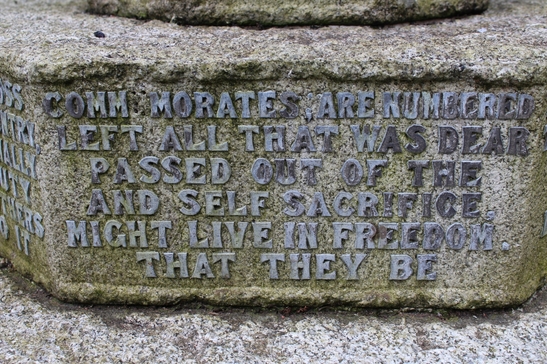 COMM MORATES ,ARE NUMBERED
LEFT ALL THAT WAS DEAR
PASSED OUT OF THE
AND SELF SACRIFICE,
MIGHT LIVE IN FREEDOM.
THAT THEY BE